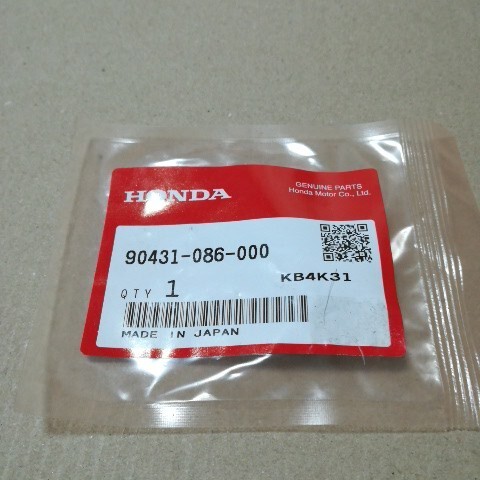 HONDA
GENUINE PARTS
Honda Motor Co., Ltd.
90431-086-000
KB4K31
QTY 1
MADE IN JAPAN